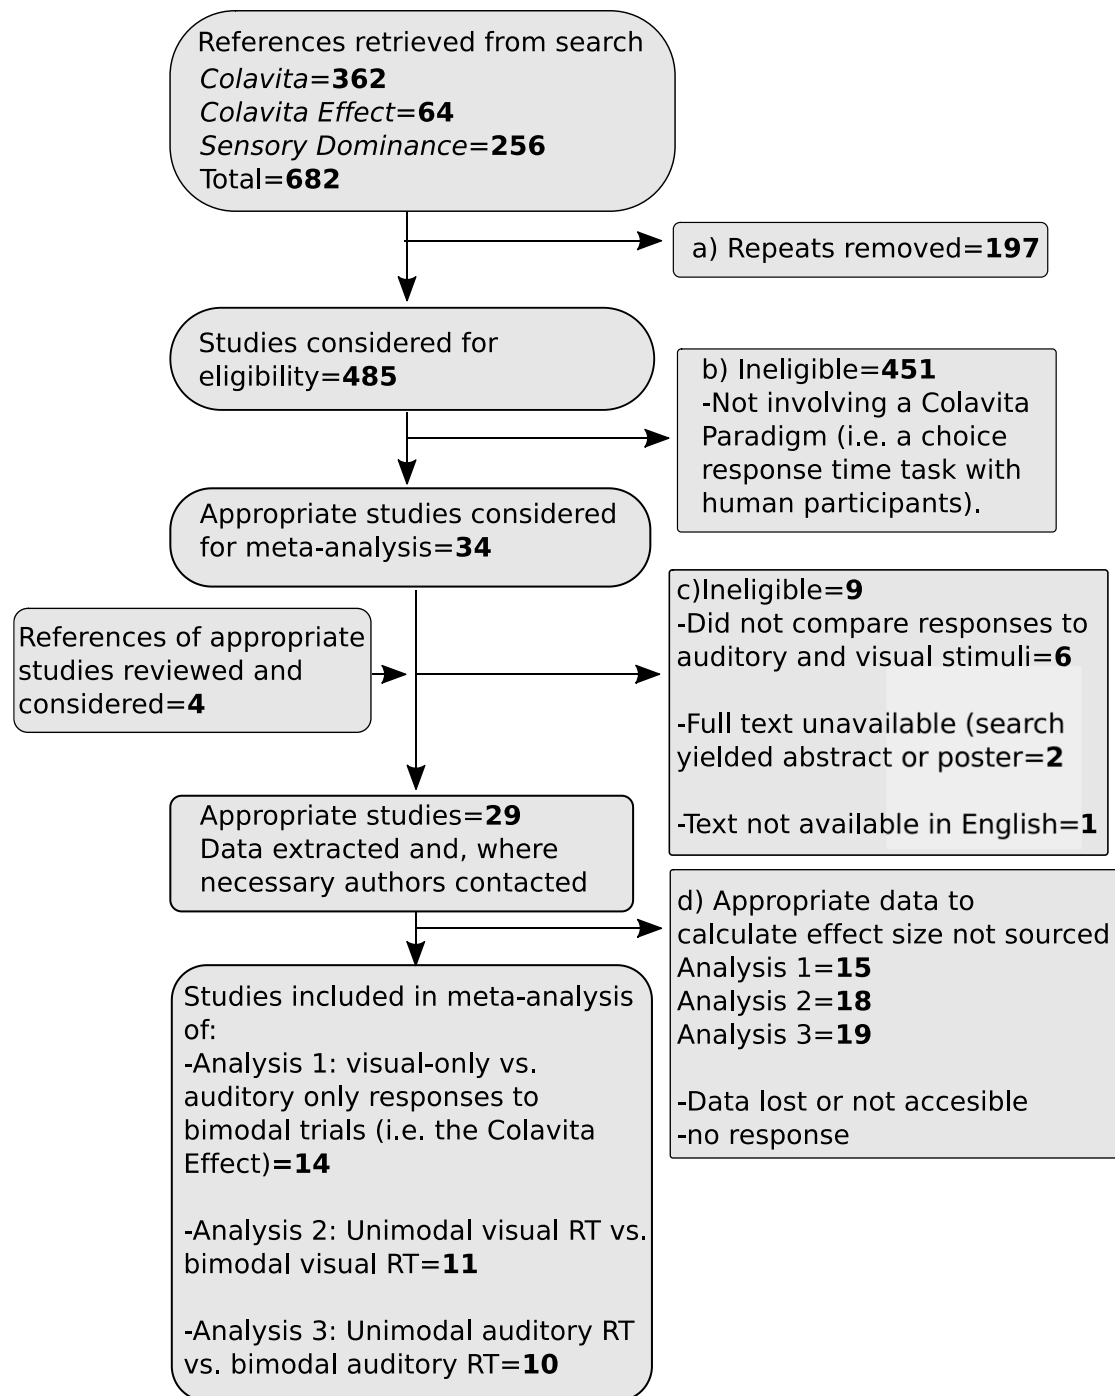 References retrieved from search
Colavita=362
Colavita Effect=64
Sensory Dominance=256
Total=682
a) Repeats removed=197
Studies considered for
eligibility=485
b) Ineligible=451
-Not involving a Colavita
Paradigm (i.e. a choice
response time task with
human participants).
Appropriate studies considered
for meta-analysis=34
References of appropriate
studies reviewed and
considered=4
c)Ineligible=9
-Did not compare responses to
auditory and visual stimuli=6
-Full text unavailable (search
yielded abstract or poster=2
-Text not available in English=1
Appropriate studies=29
Data extracted and, where
necessary authors contacted
d) Appropriate data to
calculate effect size not sourced
Analysis 1=15
Analysis 2=18
Analysis 3=19
-Data lost or not accesible
-no response
Studies included in meta-analysis
of:
-Analysis 1: visual-only vs.
auditory only responses to
bimodal trials (i.e. the Colavita
Effect)=14
-Analysis 2: Unimodal visual RT vs.
bimodal visual RT=11
-Analysis 3: Unimodal auditory RT
vs. bimodal auditory RT=10